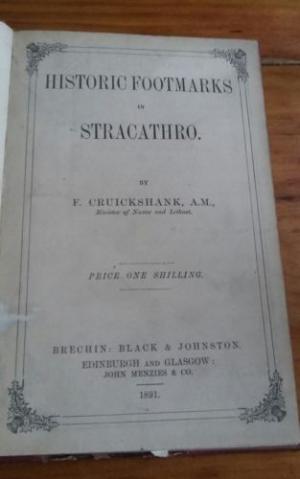 HISTORIC FOOTMARKS
IN
STRACATHRO.
BY
F. CRUICKSHANK, A.M.,
Minister of Navar and Lethnot.
PRICE ONE SHILLING.
BRECHIN: BLACK & JOHNSTON.
EDINBURGH AND GLASGOW:
JOHN MENZIES & CO.
1891.